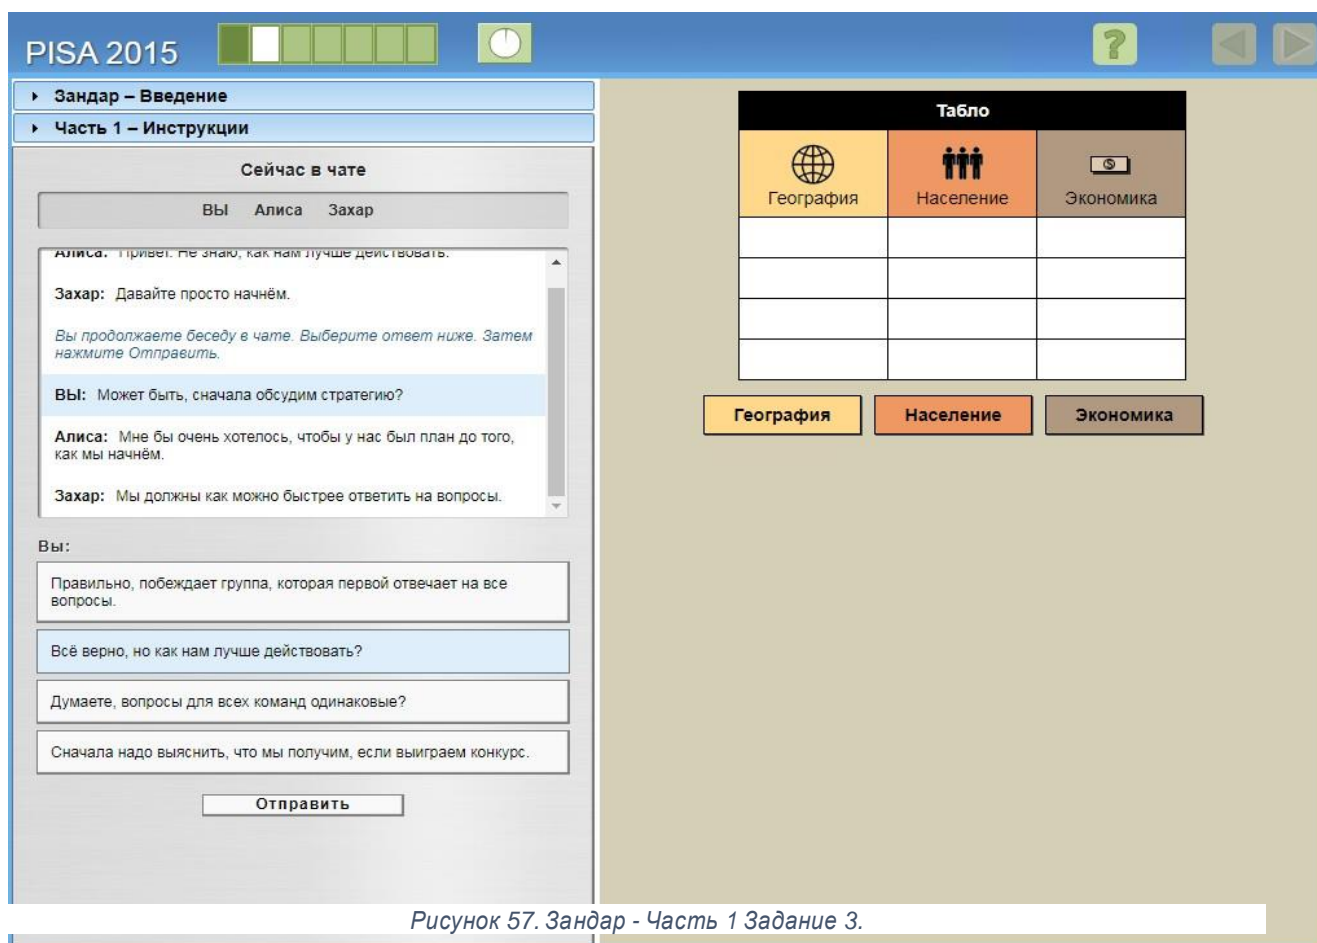 PISA 2015
?
Зандар – Введение
Часть 1 – Инструкции
Сейчас в чате
ВЫ Алиса Захар
Алиса: Привет. Не знаю, как нам лучше действовать.
Захар: Давайте просто начнём.
Вы продолжаете беседу в чате. Выберите ответ ниже. Затем
нажмите Отправить.
ВЫ: Может быть, сначала обсудим стратегию?
Алиса: Мне бы очень хотелось, чтобы у нас был план до того,
как мы начнём.
Захар: Мы должны как можно быстрее ответить на вопросы.
Вы:
Правильно, побеждает группа, которая первой отвечает на все
вопросы.
Всё верно, но как нам лучше действовать?
Думаете, вопросы для всех команд одинаковые?
Сначала надо выяснить, что мы получим, если выиграем конкурс.
Отправить
Табло
География Население Экономика
География Население Экономика
Рисунок 57. Зандар - Часть 1 Задание 3.